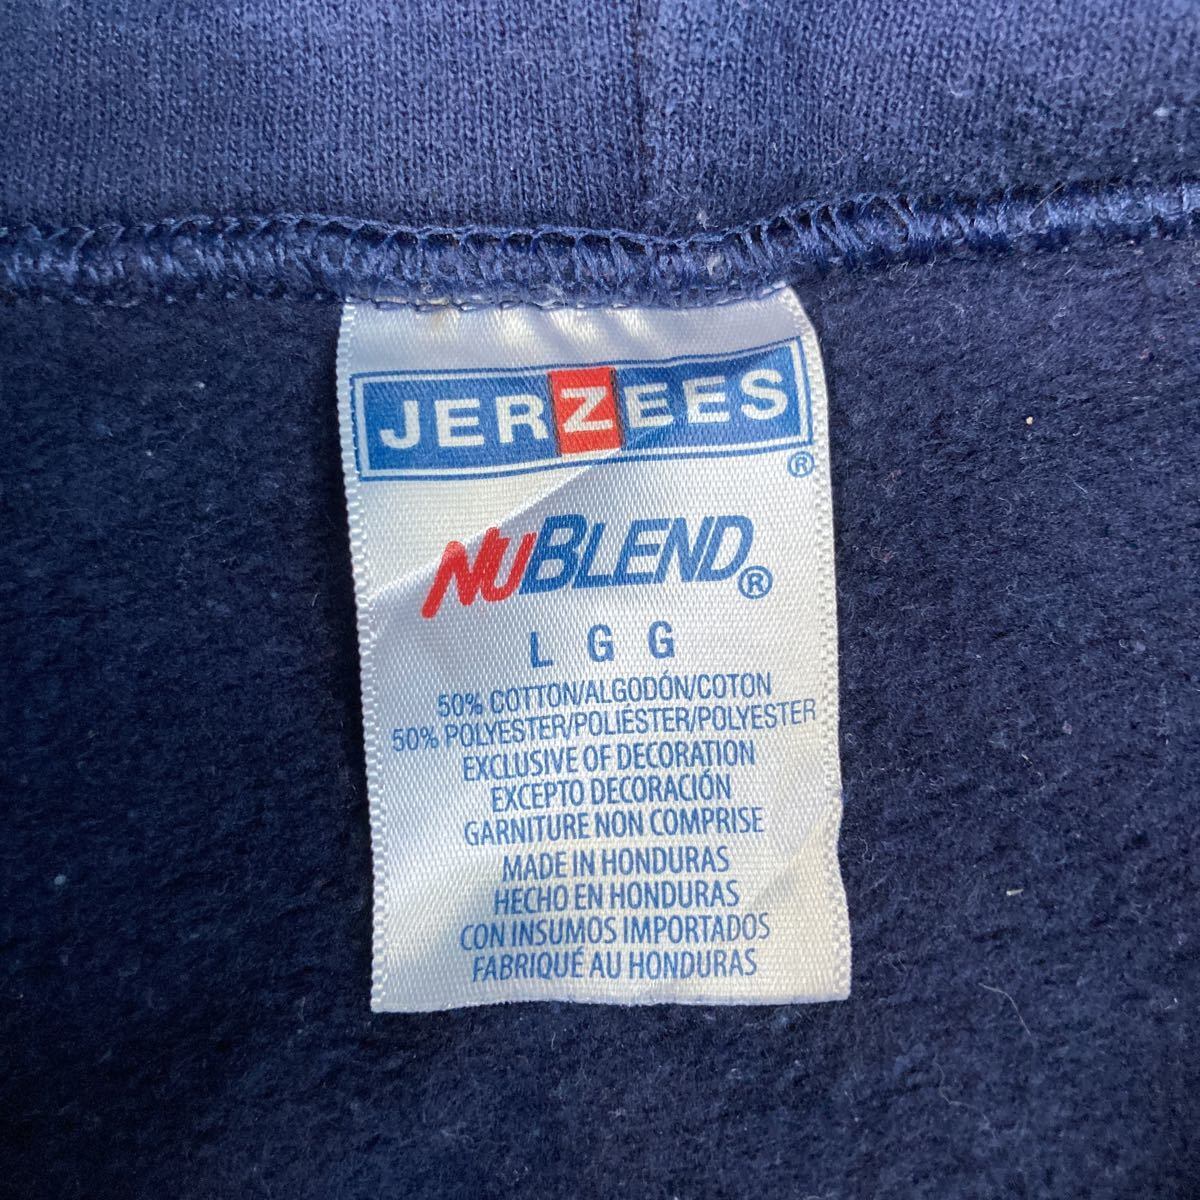 JERZEES
®
NUBLEND®
L G G
50% COTTON/ALGODÓN/COTON
50% POLYESTER/POLIÉSTER/POLYESTER
EXCLUSIVE OF DECORATION
EXCEPTO DECORACIÓN
GARNITURE NON COMPRISE
MADE IN HONDURAS
HECHO EN HONDURAS
CON INSUMOS IMPORTADOS
FABRIQUÉ AU HONDURAS